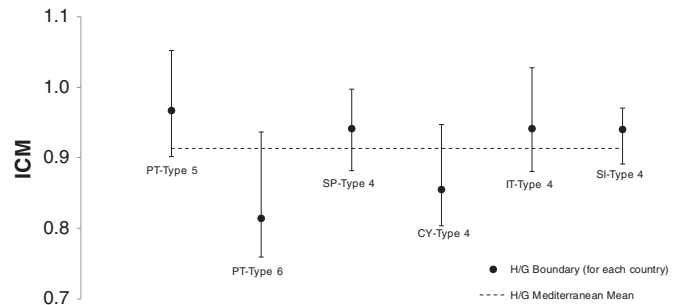 1.1
1.0
ICM
0.9
0.8
0.7
PT-Type 5
PT-Type 6
SP-Type 4
CY-Type 4
IT-Type 4
SI-Type 4
H/G Boundary (for each country)
H/G Mediterranean Mean